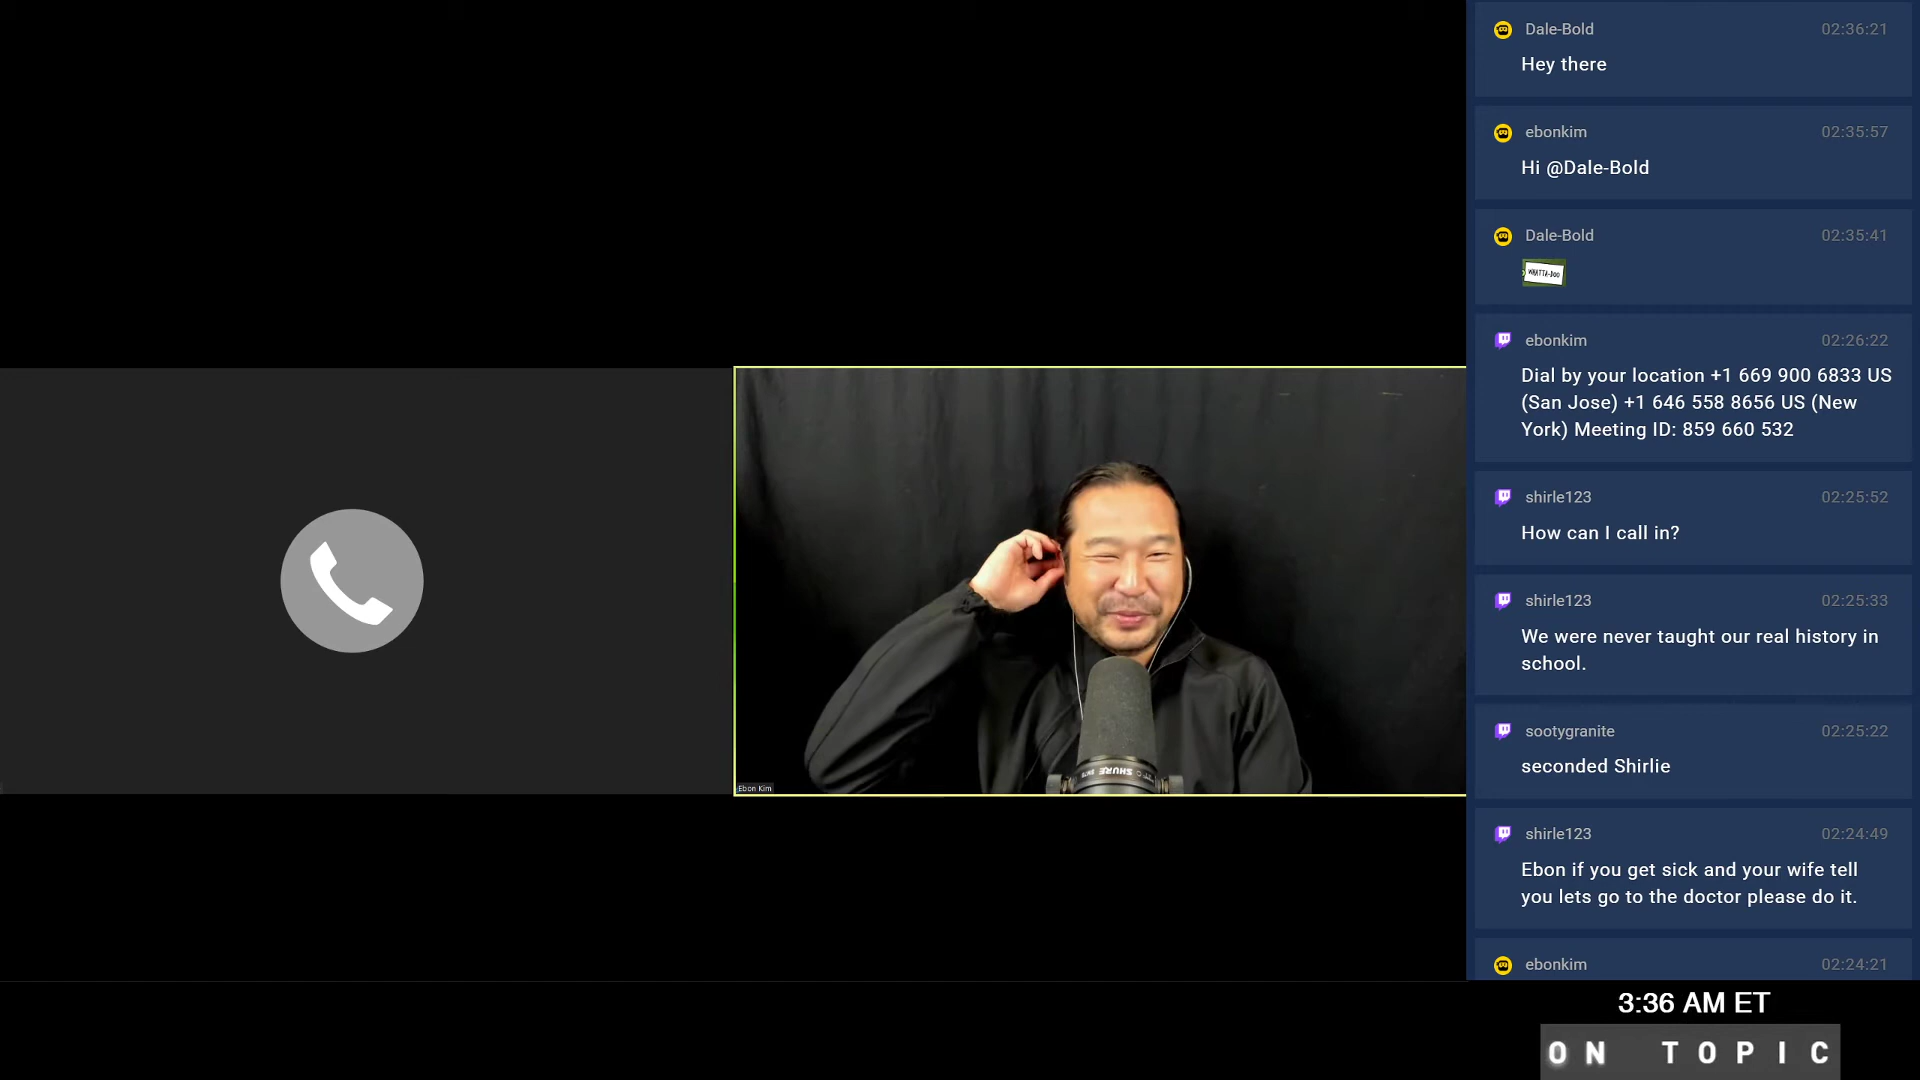 Dale-Bold 02:36:21
Hey there
ebonkim 02:35:57
Hi @Dale-Bold
Dale-Bold 02:35:41
WHATTA-DOO
ebonkim 02:26:22
Dial by your location +1 669 900 6833 US
(San Jose) +1 646 558 8656 US (New
York) Meeting ID: 859 660 532
shirle123 02:25:52
How can I call in?
shirle123 02:25:33
We were never taught our real history in
school.
sootygranite 02:25:22
seconded Shirlie
shirle123 02:24:49
Ebon if you get sick and your wife tell
you lets go to the doctor please do it.
ebonkim 02:24:21
Ebon Kim
SHURE
3:36 AM ET
ON TOPIC